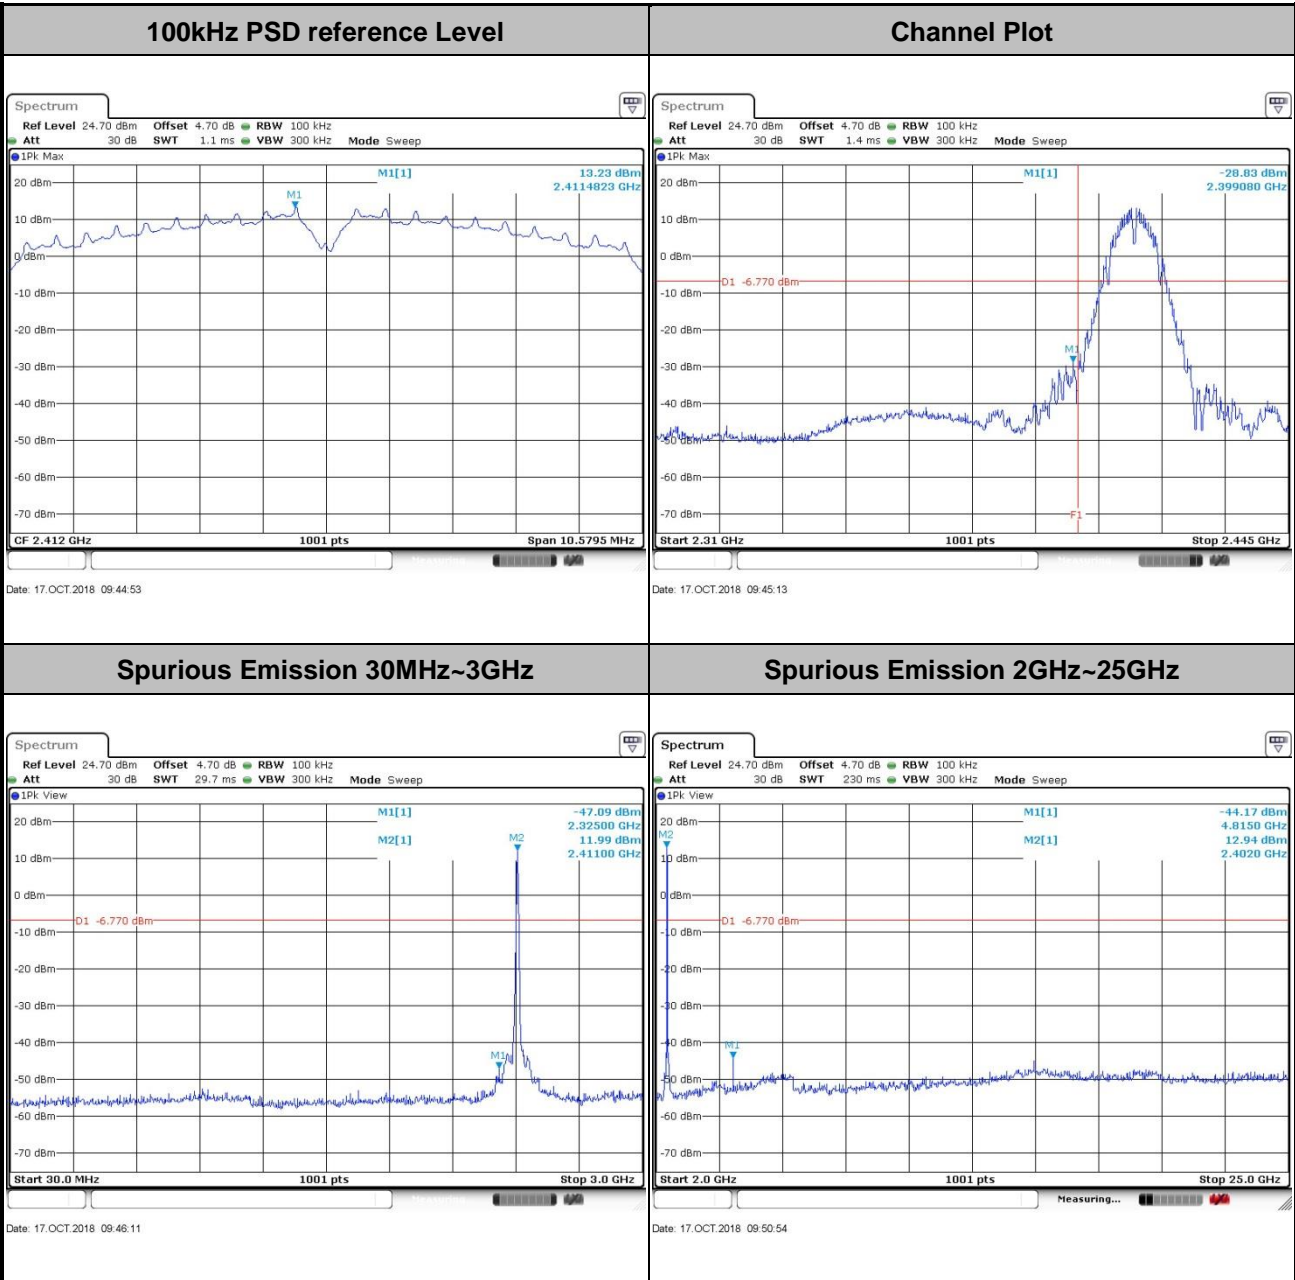 100kHz PSD reference Level
Channel Plot
Spectrum
Ref Level 24.70 dBm Offset 4.70 dB RBW 100 kHz
Att 30 dB SWT 1.1 ms VBW 300 kHz Mode Sweep
1Pk Max
M1[1] 13.23 dBm
2.4114823 GHz
20 dBm
M1
10 dBm
0 dBm
-10 dBm
-20 dBm
-30 dBm
-40 dBm
-50 dBm
-60 dBm
-70 dBm
CF 2.412 GHz 1001 pts Span 10.5795 MHz
Date: 17.OCT.2018 09:44:53
Spectrum
Ref Level 24.70 dBm Offset 4.70 dB RBW 100 kHz
Att 30 dB SWT 1.4 ms VBW 300 kHz Mode Sweep
1Pk Max
M1[1] -28.83 dBm
2.399080 GHz
20 dBm
10 dBm
0 dBm
D1 -6.770 dBm
-10 dBm
-20 dBm
M1
-30 dBm
-40 dBm
-50 dBm
-60 dBm
-70 dBm
F1
Start 2.31 GHz 1001 pts Stop 2.445 GHz
Date: 17.OCT.2018 09:45:13
Spurious Emission 30MHz~3GHz
Spurious Emission 2GHz~25GHz
Spectrum
Ref Level 24.70 dBm Offset 4.70 dB RBW 100 kHz
Att 30 dB SWT 29.7 ms VBW 300 kHz Mode Sweep
1Pk View
M1[1] -47.09 dBm
2.32500 GHz
20 dBm
M2[1] 11.99 dBm
2.41100 GHz
M2
10 dBm
0 dBm
D1 -6.770 dBm
-10 dBm
-20 dBm
-30 dBm
-40 dBm
M1
-50 dBm
-60 dBm
-70 dBm
Start 30.0 MHz 1001 pts Stop 3.0 GHz
Date: 17.OCT.2018 09:46:11
Spectrum
Ref Level 24.70 dBm Offset 4.70 dB RBW 100 kHz
Att 30 dB SWT 230 ms VBW 300 kHz Mode Sweep
1Pk View
M1[1] -44.17 dBm
4.8150 GHz
20 dBm
M2[1] 12.94 dBm
2.4020 GHz
M2
10 dBm
0 dBm
D1 -6.770 dBm
-10 dBm
-20 dBm
-30 dBm
-40 dBm
M1
-50 dBm
-60 dBm
-70 dBm
Start 2.0 GHz 1001 pts Stop 25.0 GHz
Measuring...
Date: 17.OCT.2018 09:50:54